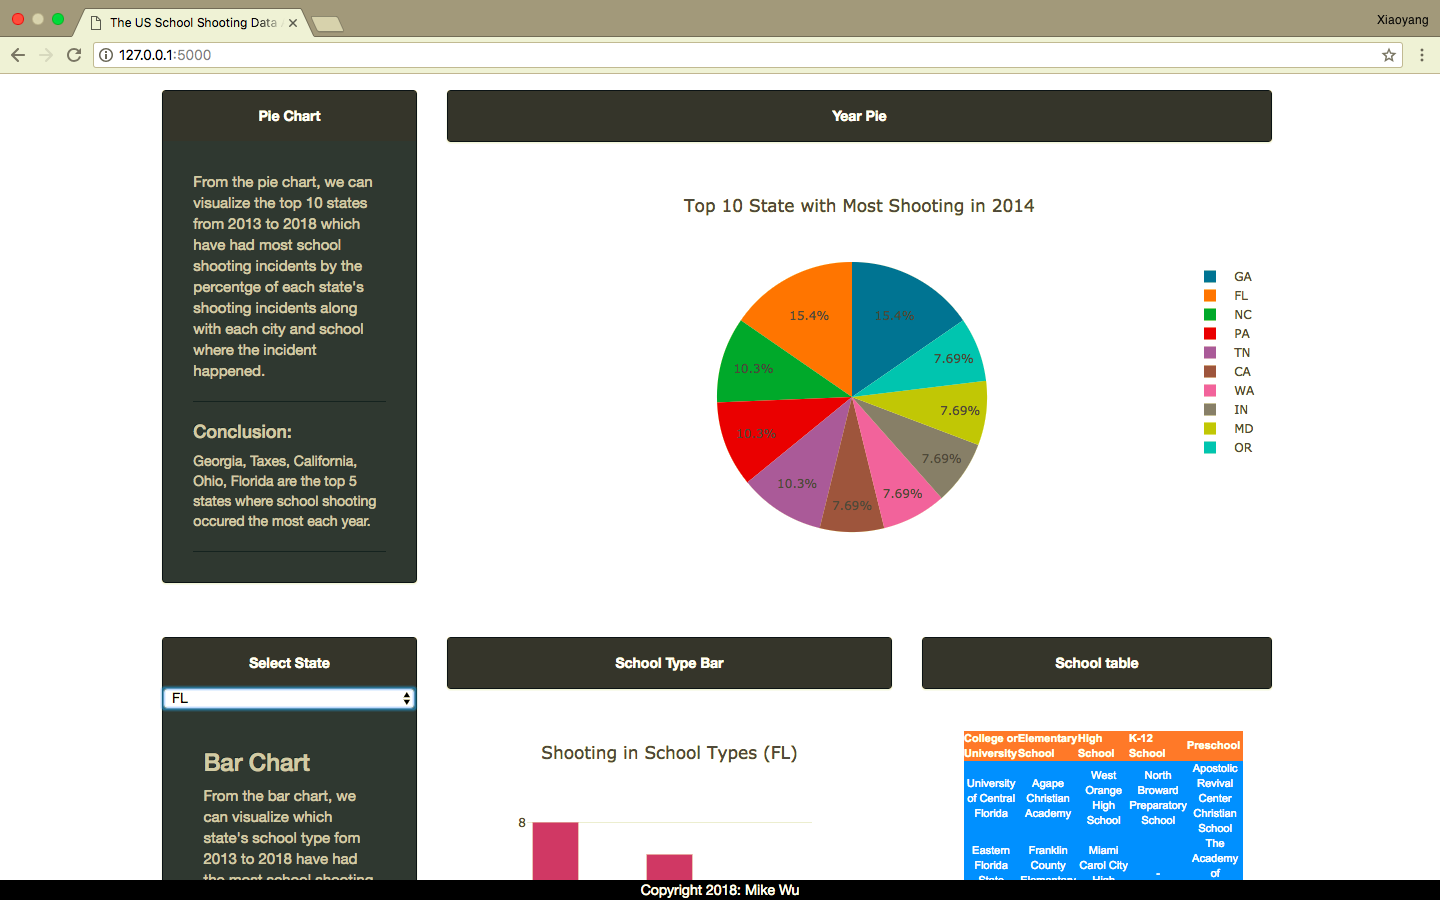 The US School Shooting Data
Xiaoyang
127.0.0.1:5000
Pie Chart
From the pie chart, we can
visualize the top 10 states
from 2013 to 2018 which
have had most school
shooting incidents by the
percentge of each state's
shooting incidents along
with each city and school
where the incident
happened.
Conclusion:
Georgia, Taxes, California,
Ohio, Florida are the top 5
states where school shooting
occured the most each year.
Year Pie
Top 10 State with Most Shooting in 2014
15.4%
15.4%
7.69%
10.3%
7.69%
10.3%
7.69%
10.3%
7.69%
7.69%
GA
FL
NC
PA
TN
CA
WA
IN
MD
OR
Select State
FL
Bar Chart
From the bar chart, we
can visualize which
state's school type fom
2013 to 2018 have had
the most school shooting
School Type Bar
Shooting in School Types (FL)
8
School table
College or University
Elementary School
High School
K-12 School
Preschool
University of Central Florida
Agape Christian Academy
West Orange High School
North Broward Preparatory School
Apostolic Revival Center Christian School
Eastern Florida State
Franklin County Elementary
Miami Carol City High
-
The Academy of
Copyright 2018: Mike Wu